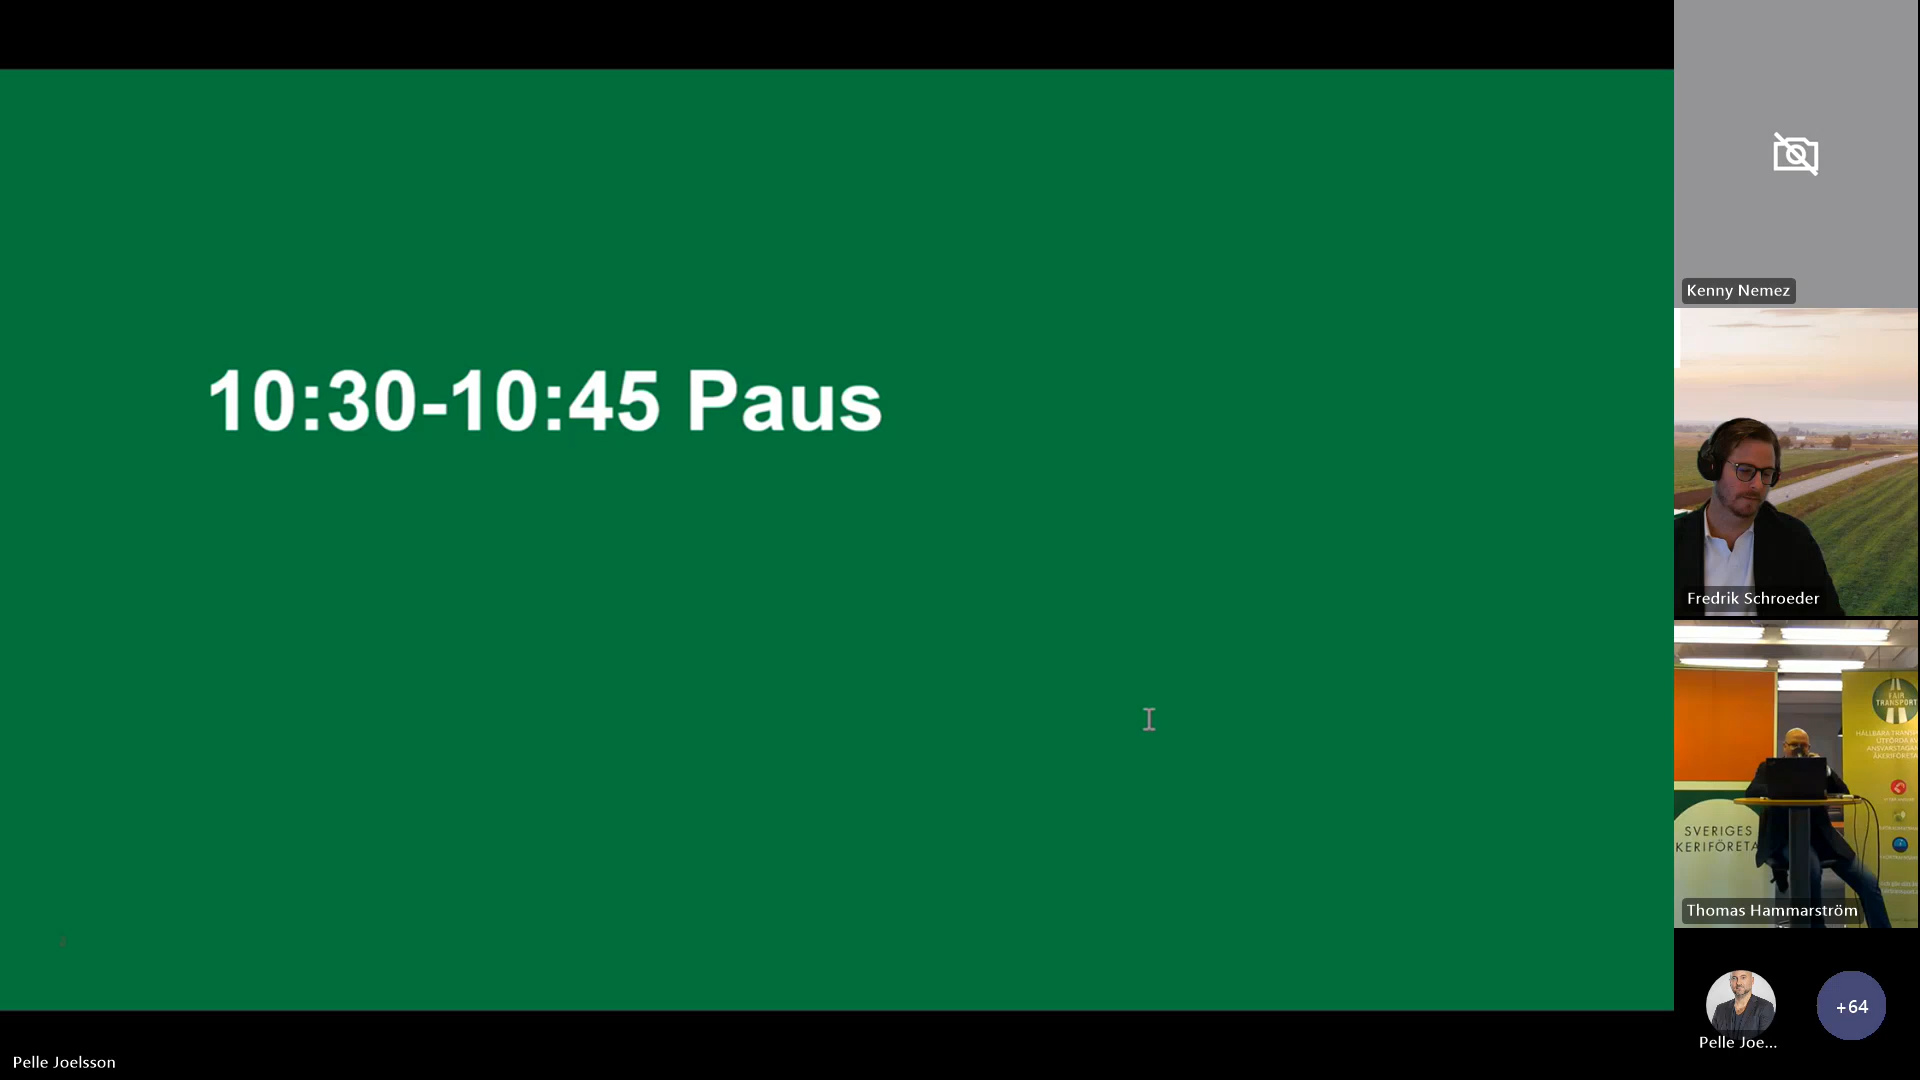 10:30-10:45 Paus
Kenny Nemez
Fredrik Schroeder
FAIR
TRANSPORT
SVERIGES
KERIFÖRETA
Thomas Hammarström
Pelle Joe...
+64
Pelle Joelsson